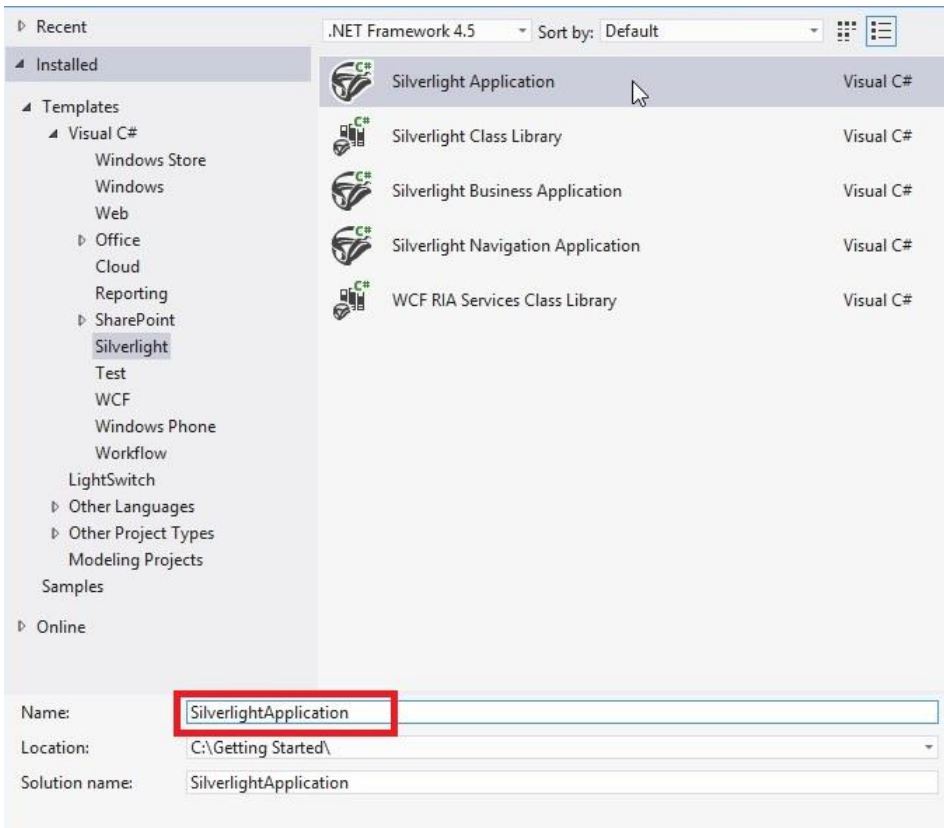 Recent
Installed
Templates
Visual C#
Windows Store
Windows
Web
Office
Cloud
Reporting
SharePoint
Silverlight
Test
WCF
Windows Phone
Workflow
LightSwitch
Other Languages
Other Project Types
Modeling Projects
Samples
Online
.NET Framework 4.5 Sort by: Default
Silverlight Application Visual C#
Silverlight Class Library Visual C#
Silverlight Business Application Visual C#
Silverlight Navigation Application Visual C#
WCF RIA Services Class Library Visual C#
Name: SilverlightApplication
Location: C:\Getting Started\
Solution name: SilverlightApplication